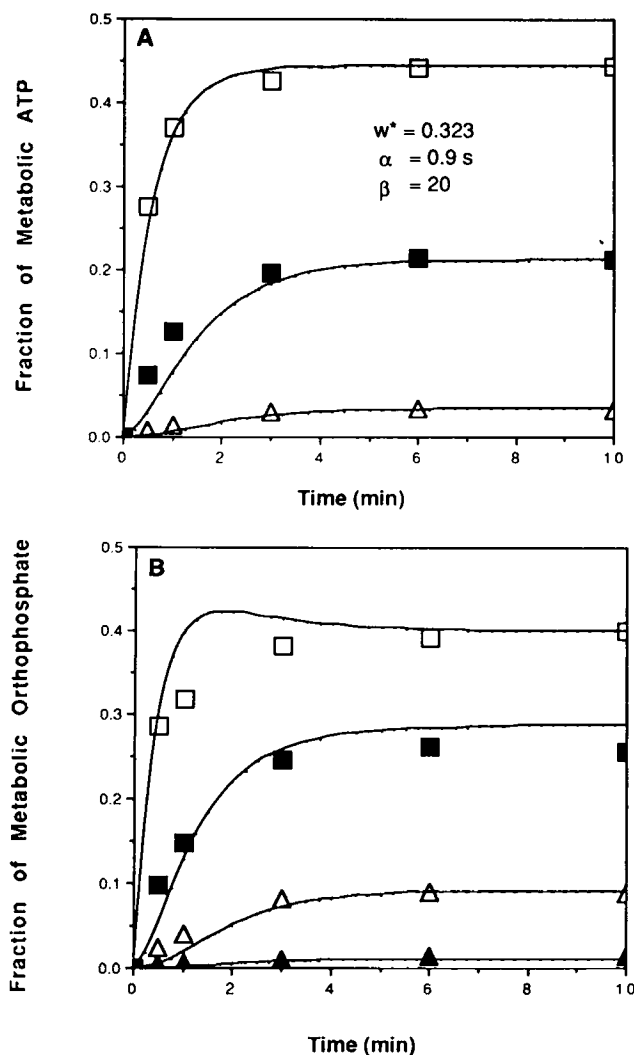 A
0.5
0.4
0.3
0.2
0.1
0.0
w* = 0.323
α = 0.9 s
β = 20
Fraction of Metabolic ATP
0 2 4 6 8 10
Time (min)
B
0.5
0.4
0.3
0.2
0.1
0.0
Fraction of Metabolic Orthophosphate
0 2 4 6 8 10
Time (min)